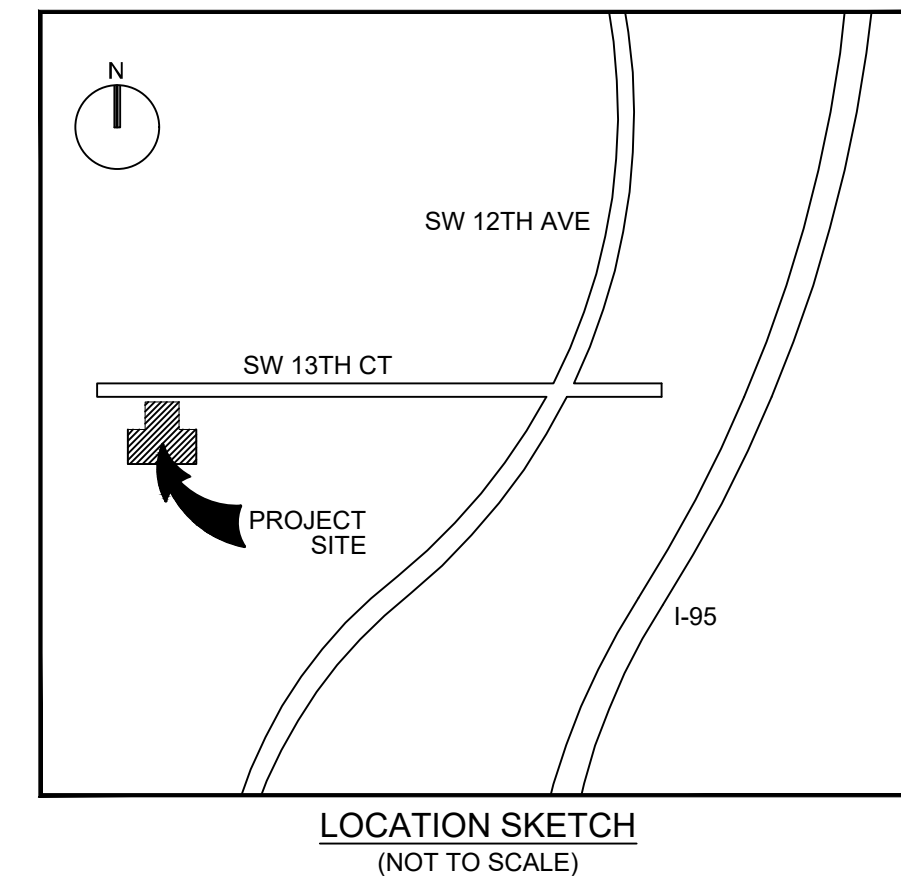 N
SW 12TH AVE
SW 13TH CT
PROJECT
SITE
I-95
LOCATION SKETCH
(NOT TO SCALE)